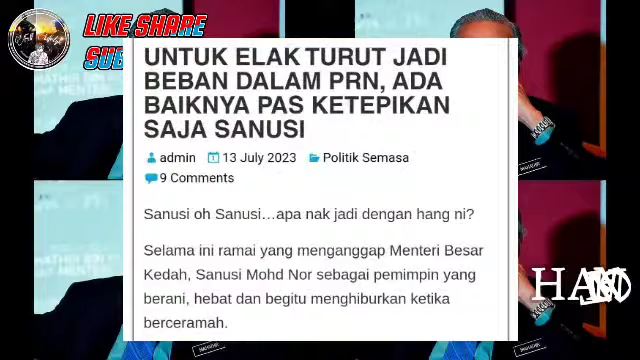 LIKE SHARE
UNTUK ELAK TURUT JADI
BEBAN DALAM PRN, ADA
BAIKNYA PAS KETEPIKAN
SAJA SANUSI
admin 13 July 2023 Politik Semasa
9 Comments
Sanusi oh Sanusi…apa nak jadi dengan hang ni?
Selama ini ramai yang menganggap Menteri Besar
Kedah, Sanusi Mohd Nor sebagai pemimpin yang
berani, hebat dan begitu menghiburkan ketika
berceramah.